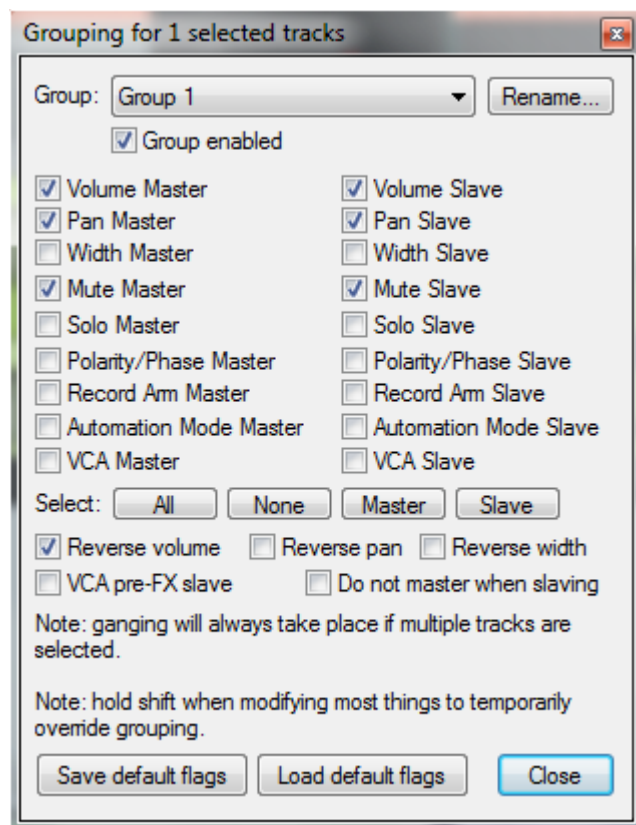 Grouping for 1 selected tracks
Group: Group 1 Rename...
Group enabled
Volume Master Volume Slave
Pan Master Pan Slave
Width Master Width Slave
Mute Master Mute Slave
Solo Master Solo Slave
Polarity/Phase Master Polarity/Phase Slave
Record Arm Master Record Arm Slave
Automation Mode Master Automation Mode Slave
VCA Master VCA Slave
Select: All None Master Slave
Reverse volume Reverse pan Reverse width
VCA pre-FX slave Do not master when slaving
Note: ganging will always take place if multiple tracks are
selected.
Note: hold shift when modifying most things to temporarily
override grouping.
Save default flags Load default flags Close